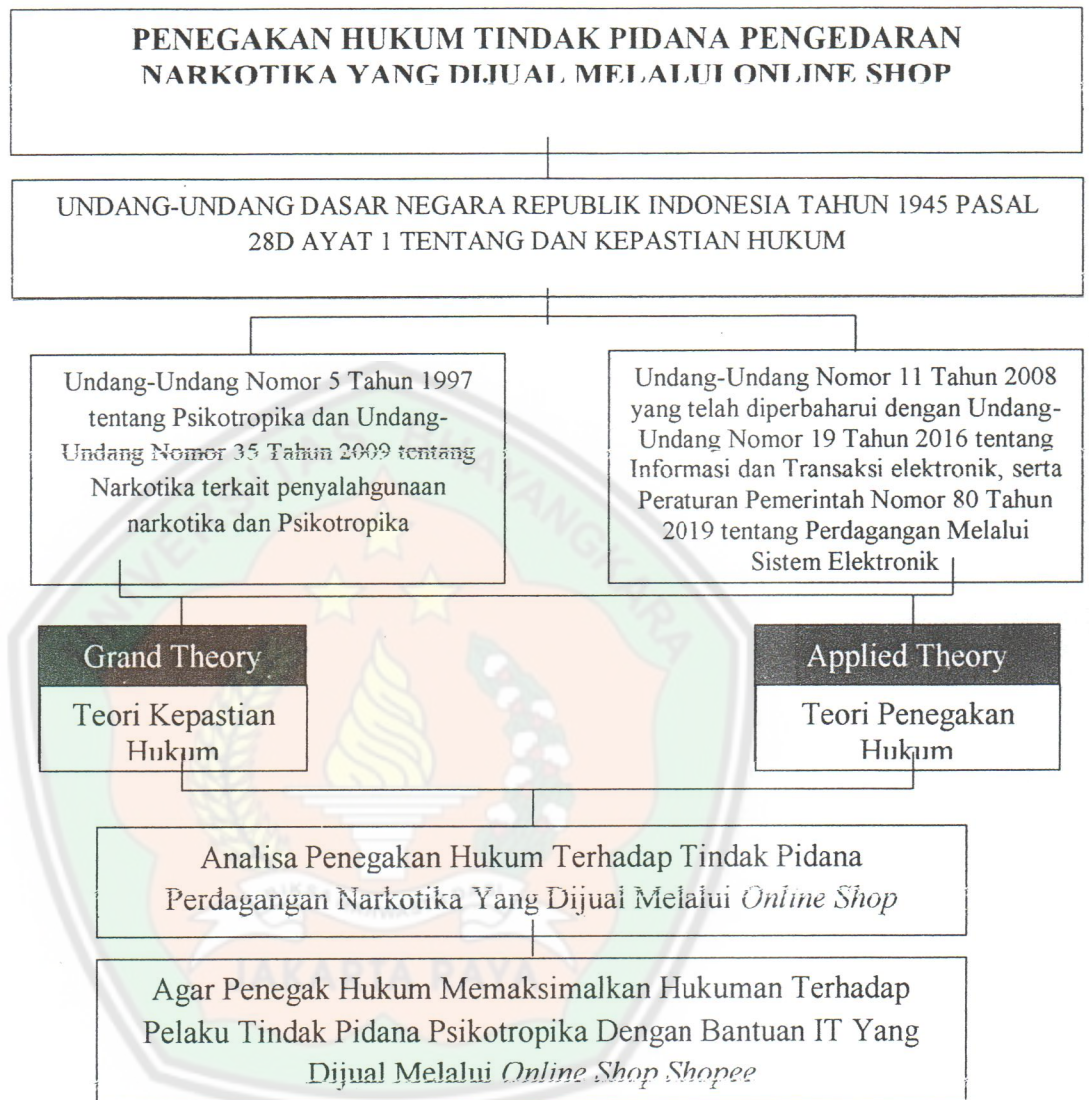 PENEGAKAN HUKUM TINDAK PIDANA PENGEDARAN
NARKOTIKA YANG DIJUAL MELALUI ONLINE SHOP
UNDANG-UNDANG DASAR NEGARA REPUBLIK INDONESIA TAHUN 1945 PASAL
28D AYAT 1 TENTANG DAN KEPASTIAN HUKUM
Undang-Undang Nomor 5 Tahun 1997
tentang Psikotropika dan Undang-
Undang Nomor 35 Tahun 2009 tentang
Narkotika terkait penyalahgunaan
narkotika dan Psikotropika
Undang-Undang Nomor 11 Tahun 2008
yang telah diperbaharui dengan Undang-
Undang Nomor 19 Tahun 2016 tentang
Informasi dan Transaksi elektronik, serta
Peraturan Pemerintah Nomor 80 Tahun
2019 tentang Perdagangan Melalui
Sistem Elektronik
Grand Theory
Teori Kepastian
Hukum
Applied Theory
Teori Penegakan
Hukum
Analisa Penegakan Hukum Terhadap Tindak Pidana
Perdagangan Narkotika Yang Dijual Melalui Online Shop
Agar Penegak Hukum Memaksimalkan Hukuman Terhadap
Pelaku Tindak Pidana Psikotropika Dengan Bantuan IT Yang
Dijual Melalui Online Shop Shopee
UNIVERSITAS BHAYANGKARA
JAKARTA RAYA